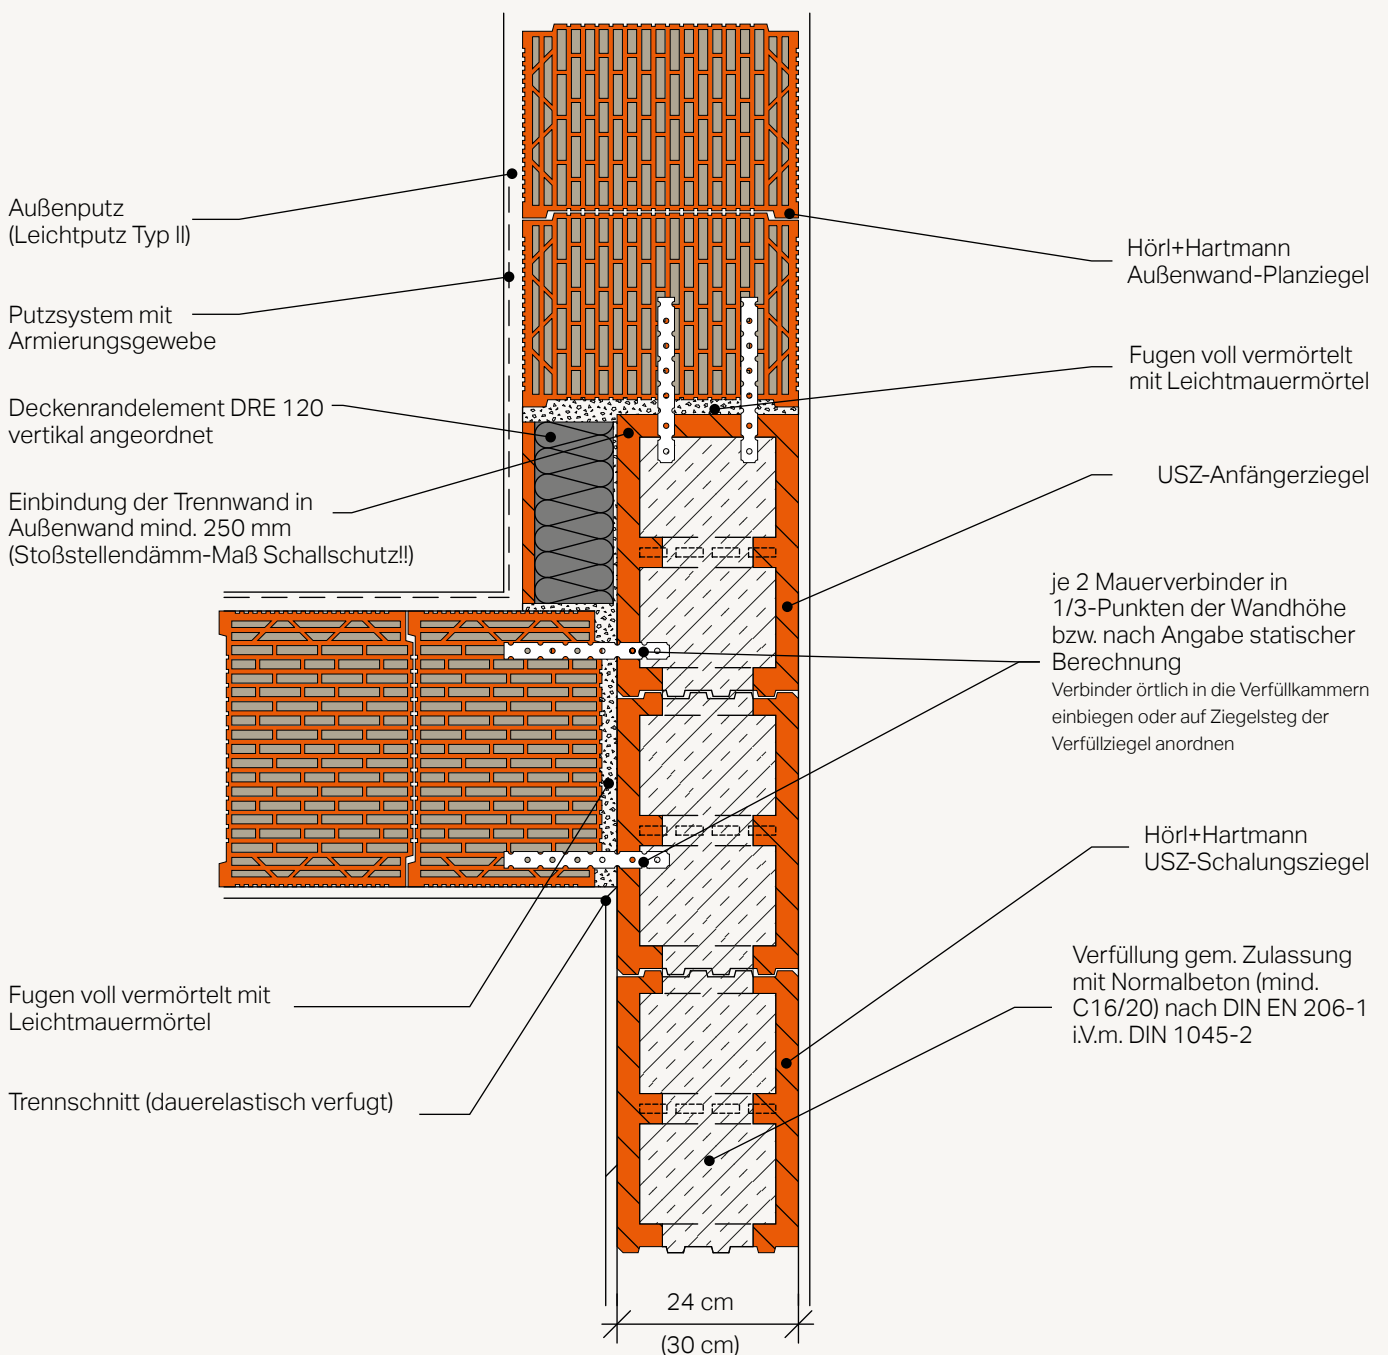 Außenputz
(Leichtputz Typ II)
Putzsystem mit
Armierungsgewebe
Deckenrandelement DRE 120
vertikal angeordnet
Einbindung der Trennwand in
Außenwand mind. 250 mm
(Stoßstellendämm-Maß Schallschutz!!)
Fugen voll vermörtelt mit
Leichtmauermörtel
Trennschnitt (dauerelastisch verfugt)
Hörl+Hartmann
Außenwand-Planziegel
Fugen voll vermörtelt
mit Leichtmauermörtel
USZ-Anfängerziegel
je 2 Mauerverbinder in
1/3-Punkten der Wandhöhe
bzw. nach Angabe statischer
Berechnung
Verbinder örtlich in die Verfüllkammern
einbiegen oder auf Ziegelsteg der
Verfüllziegel anordnen
Hörl+Hartmann
USZ-Schalungsziegel
Verfüllung gem. Zulassung
mit Normalbeton (mind.
C16/20) nach DIN EN 206-1
i.V.m. DIN 1045-2
24 cm
(30 cm)